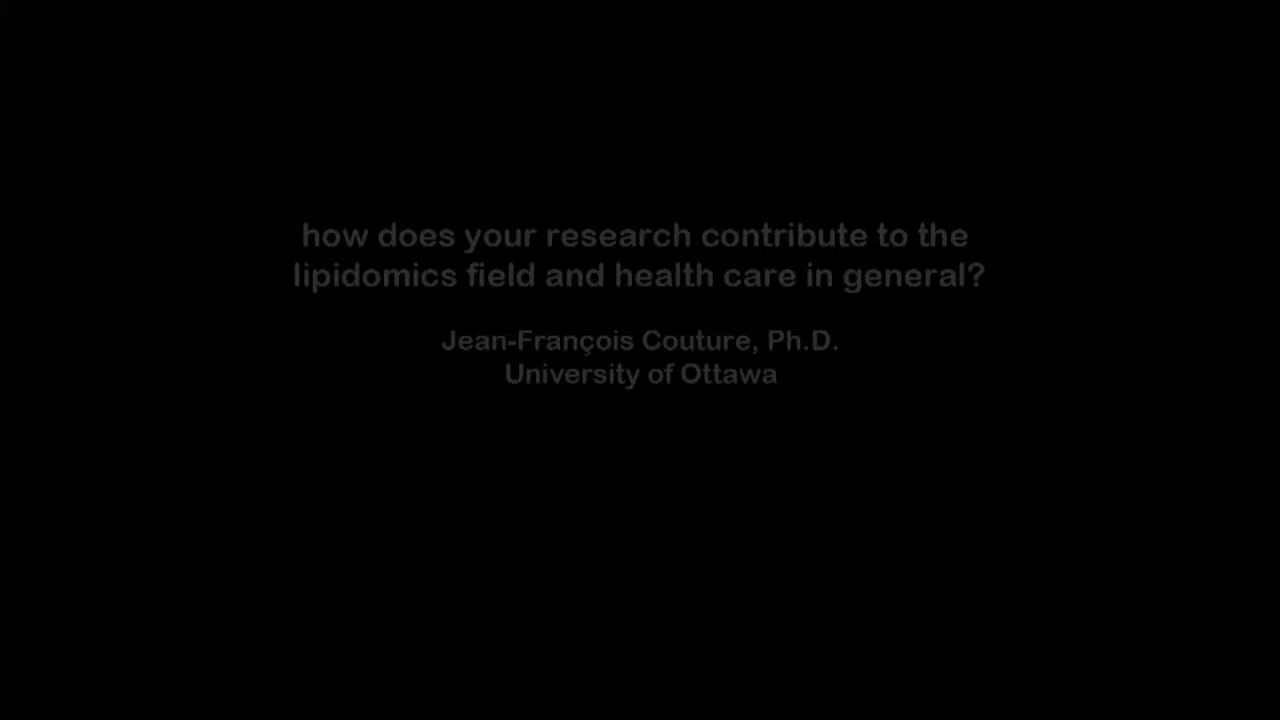 how does your research contribute to the
lipidomics field and health care in general?
Jean-François Couture, Ph.D.
University of Ottawa